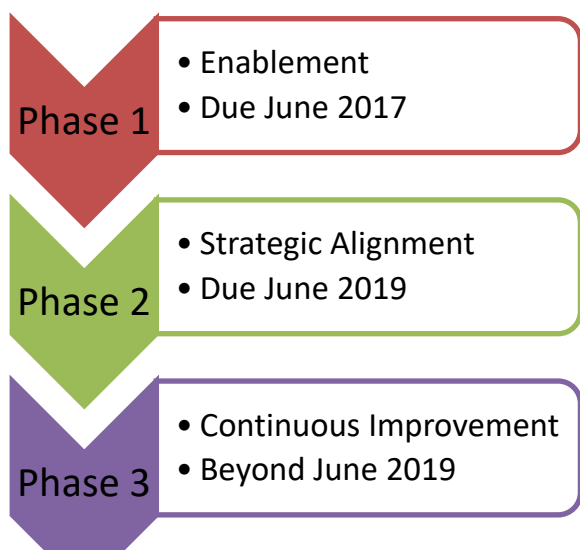 Phase 1
• Enablement
• Due June 2017
Phase 2
• Strategic Alignment
• Due June 2019
Phase 3
• Continuous Improvement
• Beyond June 2019